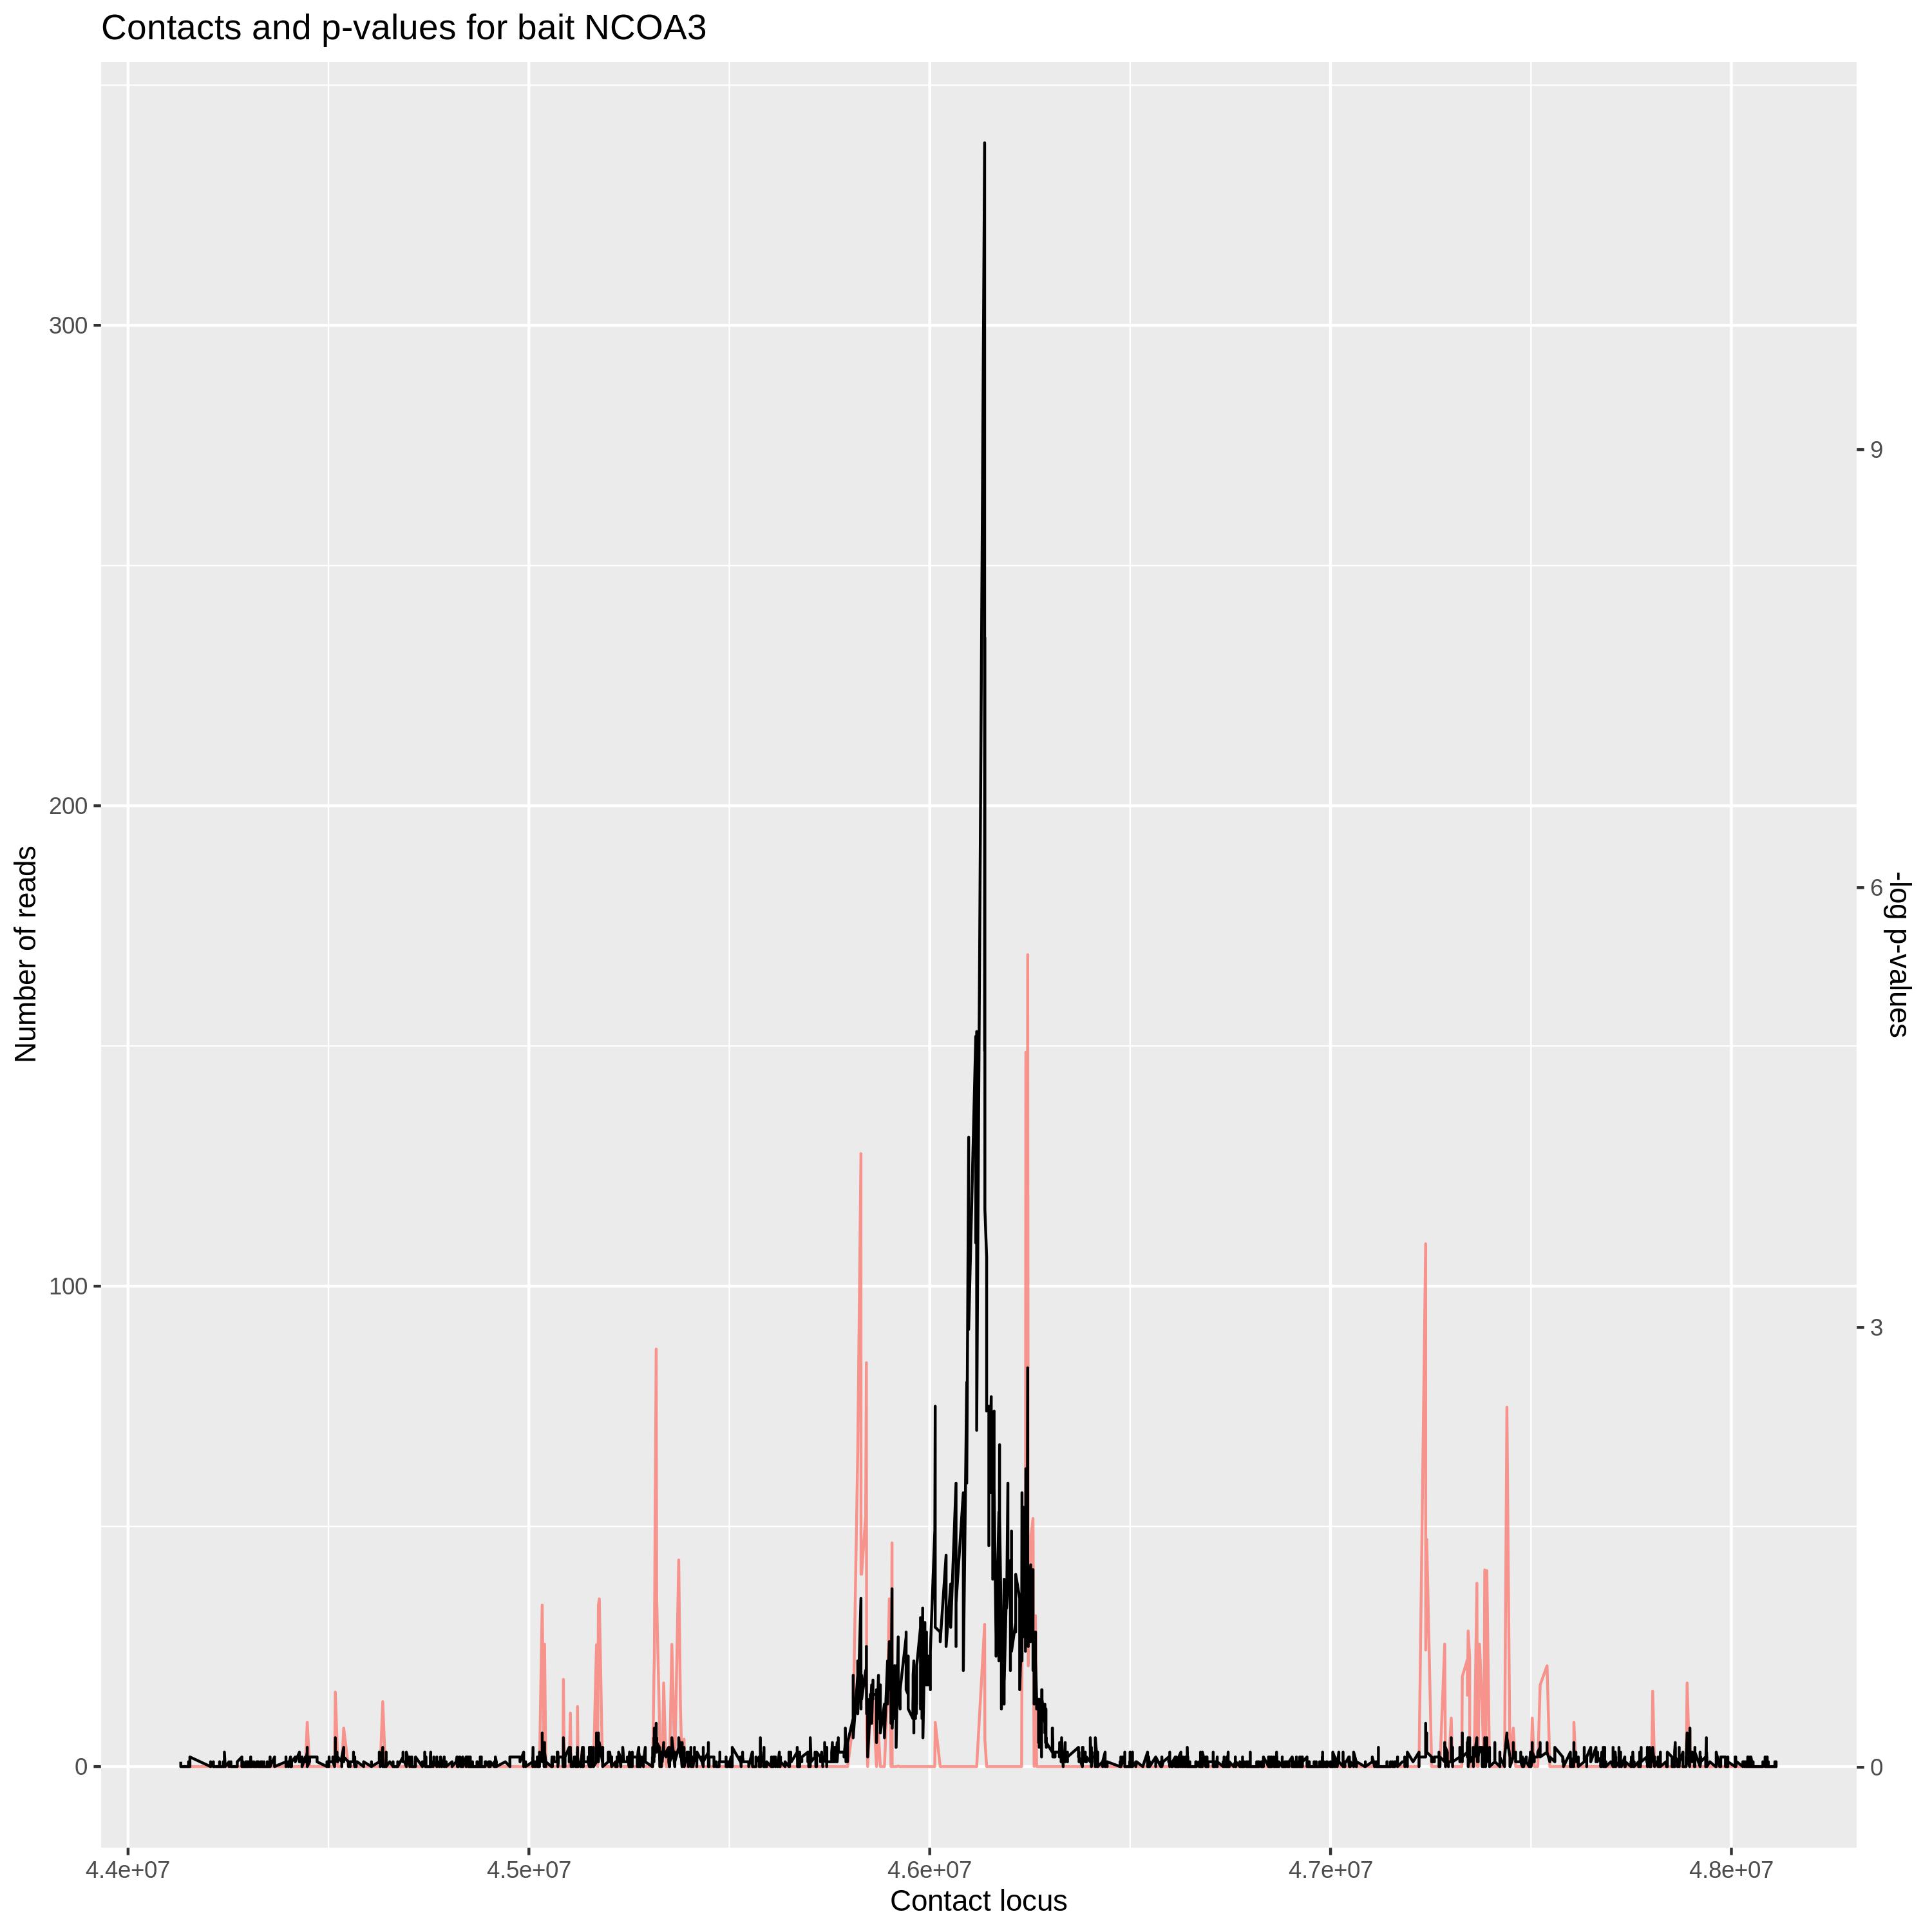 Contacts and p-values for bait NCOA3
300
200
100
0
Number of reads
9
6
3
0
-log p-values
4.4e+07 4.5e+07 4.6e+07 4.7e+07 4.8e+07
Contact locus